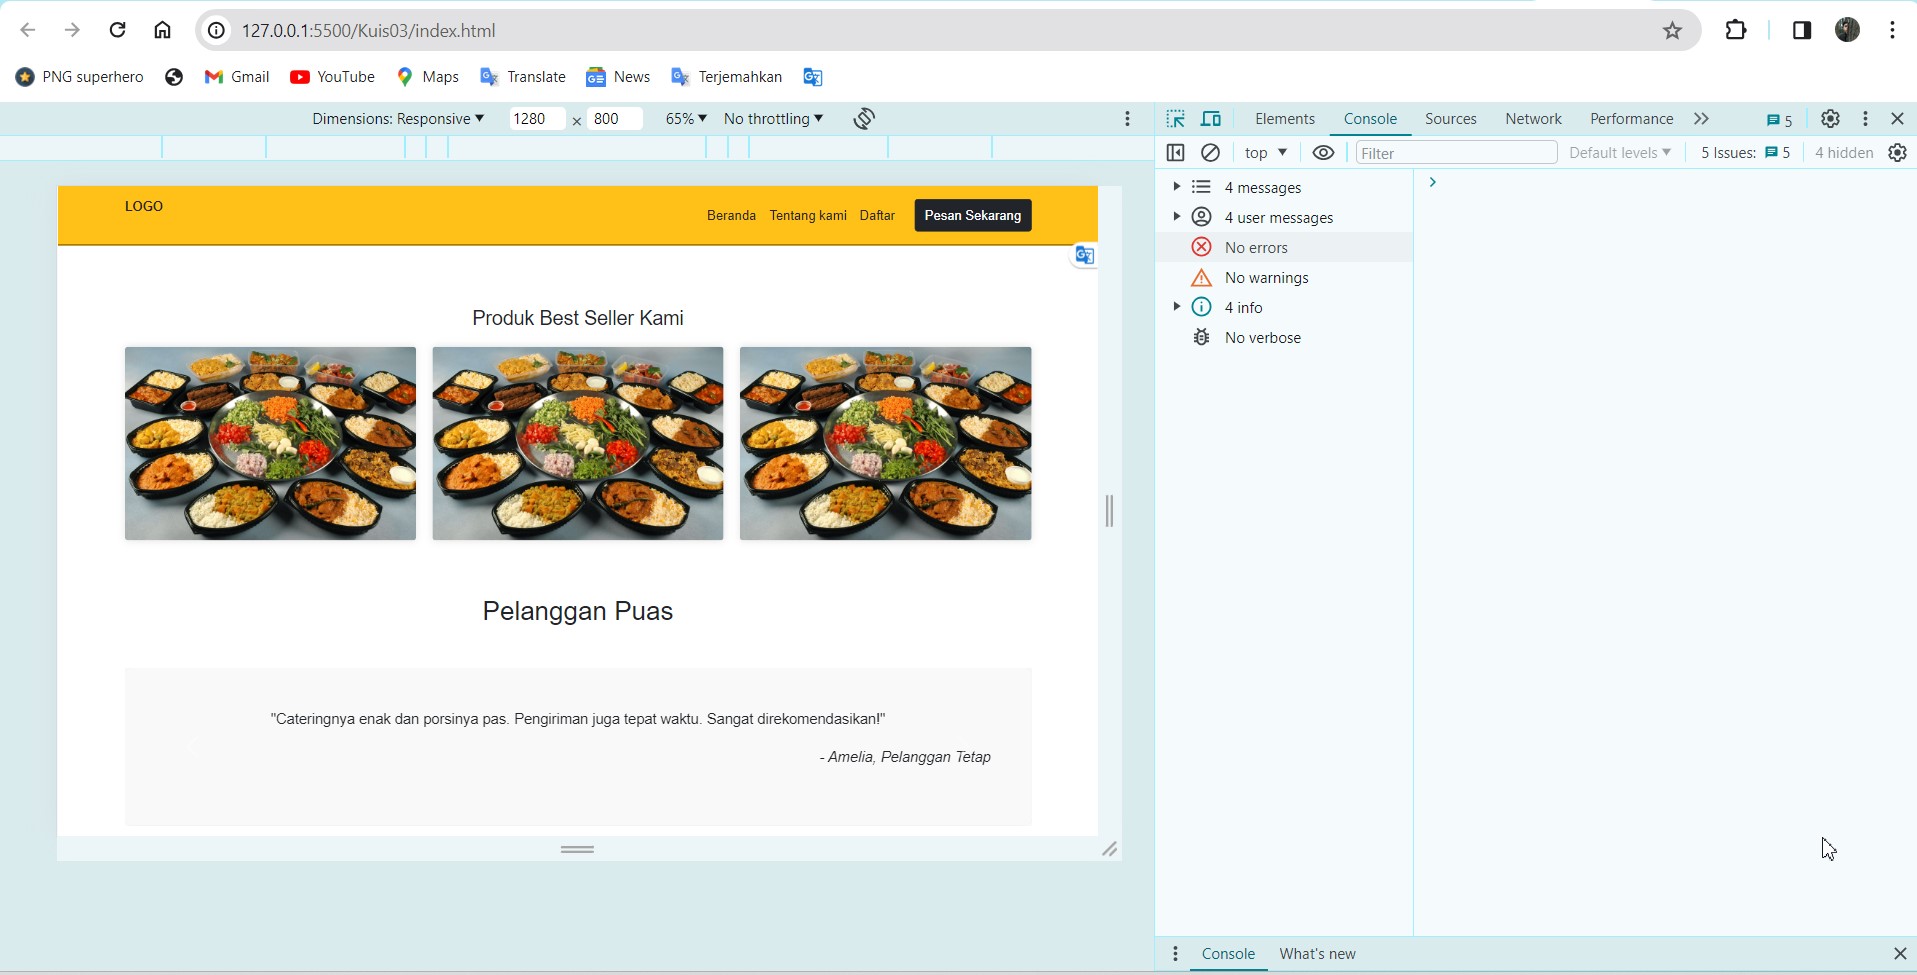 127.0.0.1:5500/Kuis03/index.html
PNG superhero Gmail YouTube Maps Translate News Terjemahkan
Dimensions: Responsive 1280 × 800 65% No throttling
Elements Console Sources Network Performance 5
top Filter Default levels 5 Issues: 5 4 hidden
LOGO
Beranda Tentang kami Daftar Pesan Sekarang
Produk Best Seller Kami
Pelanggan Puas
"Cateringnya enak dan porsinya pas. Pengiriman juga tepat waktu. Sangat direkomendasikan!"
- Amelia, Pelanggan Tetap
4 messages
4 user messages
No errors
No warnings
4 info
No verbose
Console What's new